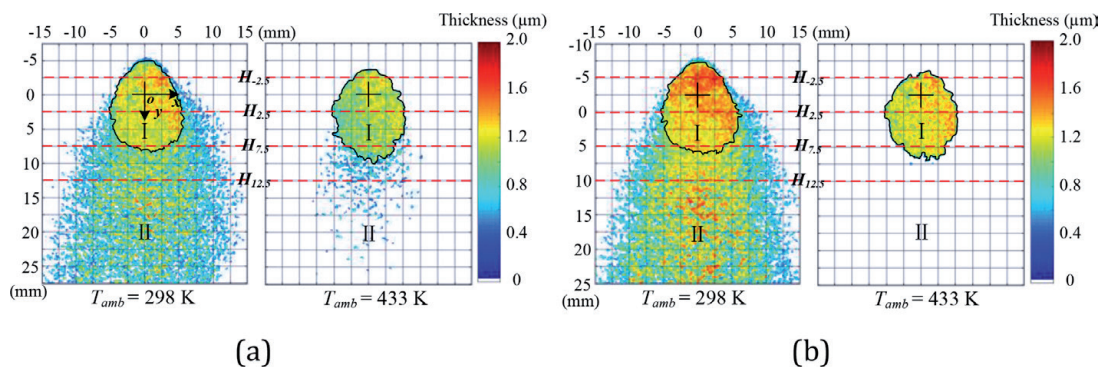 Thickness (µm)
-15 -10 -5 0 5 10 15 (mm)
2.0
1.6
1.2
0.8
0.4
0
-5
0
5
10
15
20
25
(mm)
o
x
y
I
II
I
II
H-2.5
H2.5
H7.5
H12.5
Tamb = 298 K
Tamb = 433 K
(a)
Thickness (µm)
-15 -10 -5 0 5 10 15 (mm)
2.0
1.6
1.2
0.8
0.4
0
-10
-5
0
5
10
15
20
25
(mm)
I
II
I
II
H-2.5
H2.5
H7.5
H12.5
Tamb = 298 K
Tamb = 433 K
(b)